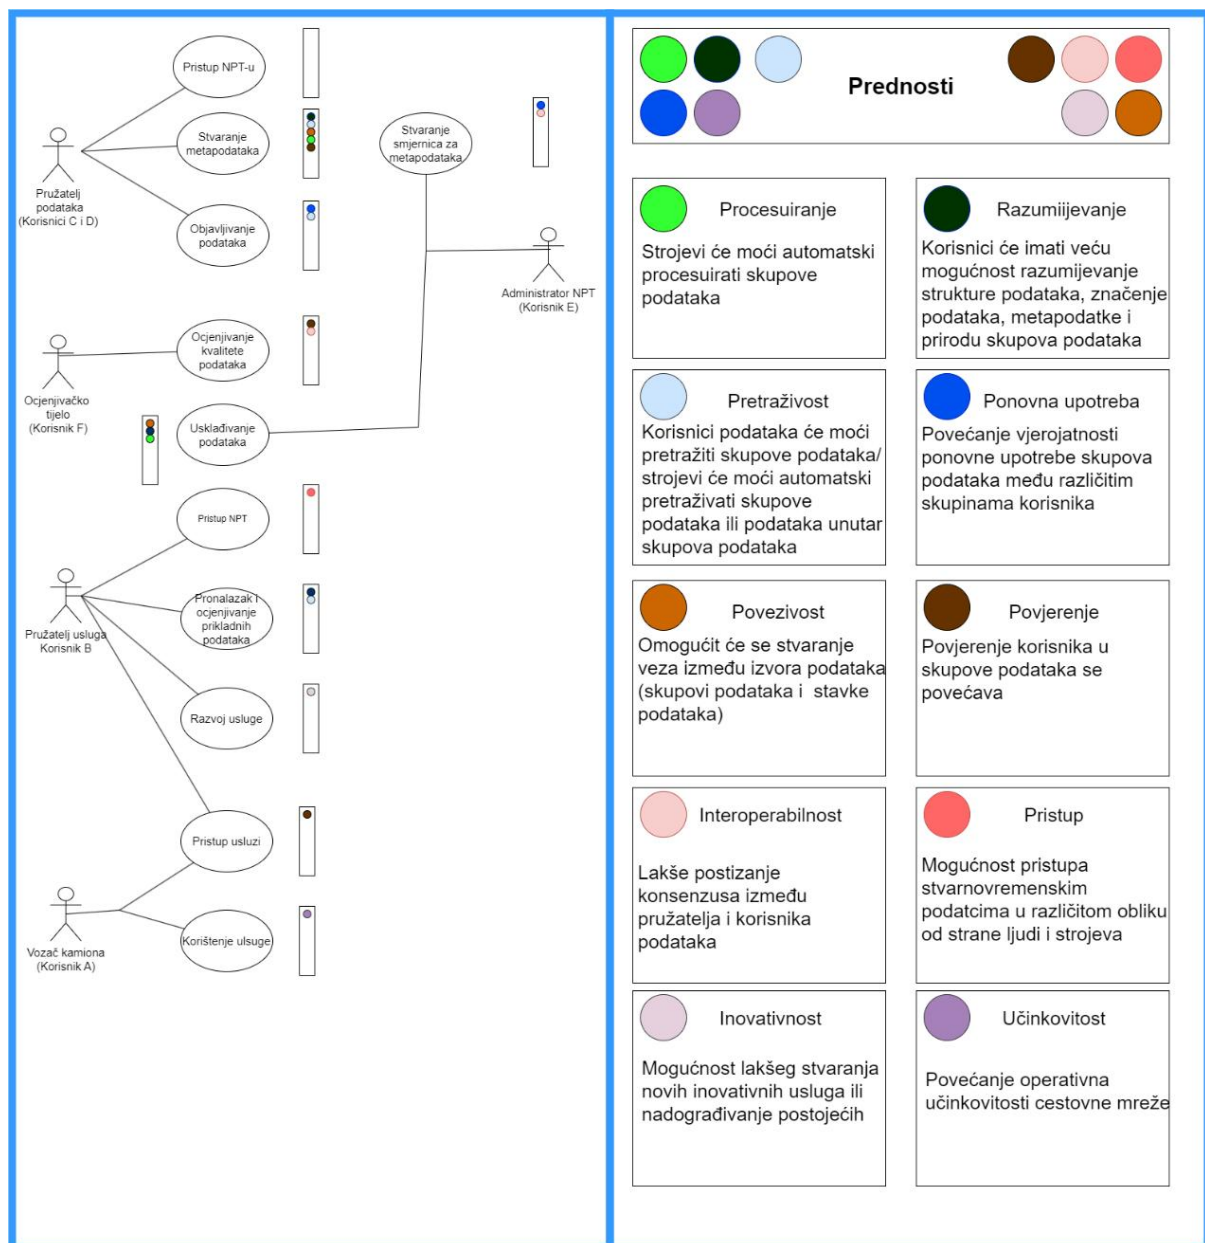 Pristup NPT-u
Stvaranje
metapodataka
Pružatelj
podataka
(Korisnici C i D)
Objavljivanje
podataka
Stvaranje
smjernica za
metapodataka
Administrator NPT
(Korisnik E)
Ocjenjivanje
kvalitete
podataka
Ocjenjivačko
tijelo
(Korisnik F)
Usklađivanje
podataka
Pristup NPT
Pronalazak I
ocjenjivanje
prikladnih
podataka
Pružatelj usluga
Korisnik B
Razvoj usluge
Pristup usluzi
Vozač kamiona
(Korisnik A)
Korištenje ulsuge
Prednosti
Procesuiranje
Strojevi će moći automatski
procesuirati skupove
podataka
Razumiijevanje
Korisnici će imati veću
mogućnost razumijevanje
strukture podataka, značenje
podataka, metapodatke i
prirodu skupova podataka
Pretraživost
Korisnici podataka će moći
pretražiti skupove podataka/
strojevi će moći automatski
pretraživati skupove
podataka ili podataka unutar
skupova podataka
Ponovna upotreba
Povećanje vjerojatnosti
ponovne upotrebe skupova
podataka među različitim
skupinama korisnika
Povezivost
Omogućit će se stvaranje
veza između izvora podataka
(skupovi podataka i stavke
podataka)
Povjerenje
Povjerenje korisnika u
skupove podataka se
povećava
Interoperabilnost
Lakše postizanje
konsenzusa između
pružatelja i korisnika
podataka
Pristup
Mogućnost pristupa
stvarnovremenskim
podatcima u različitom obliku
od strane ljudi i strojeva
Inovativnost
Mogućnost lakšeg stvaranja
novih inovativnih usluga ili
nadograđivanje postojećih
Učinkovitost
Povećanje operativna
učinkovitosti cestovne mreže